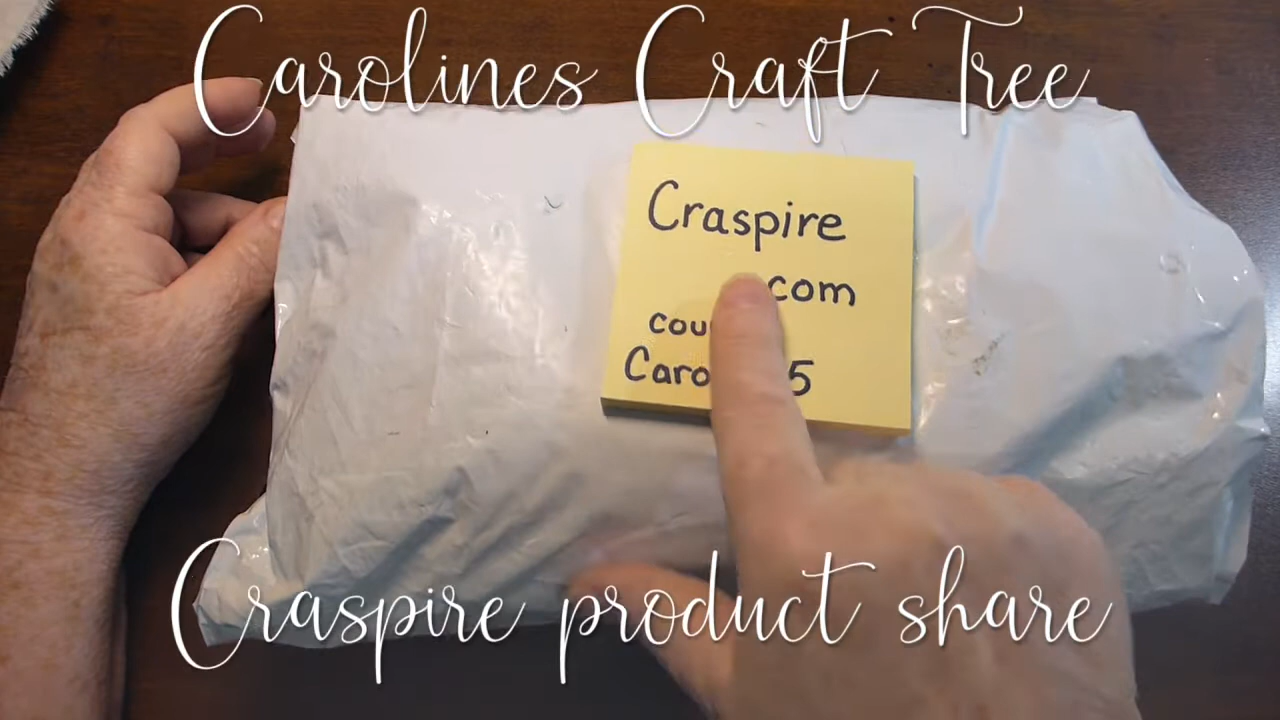 Carolines Craft Tree
Craspire
com
Craspire product share